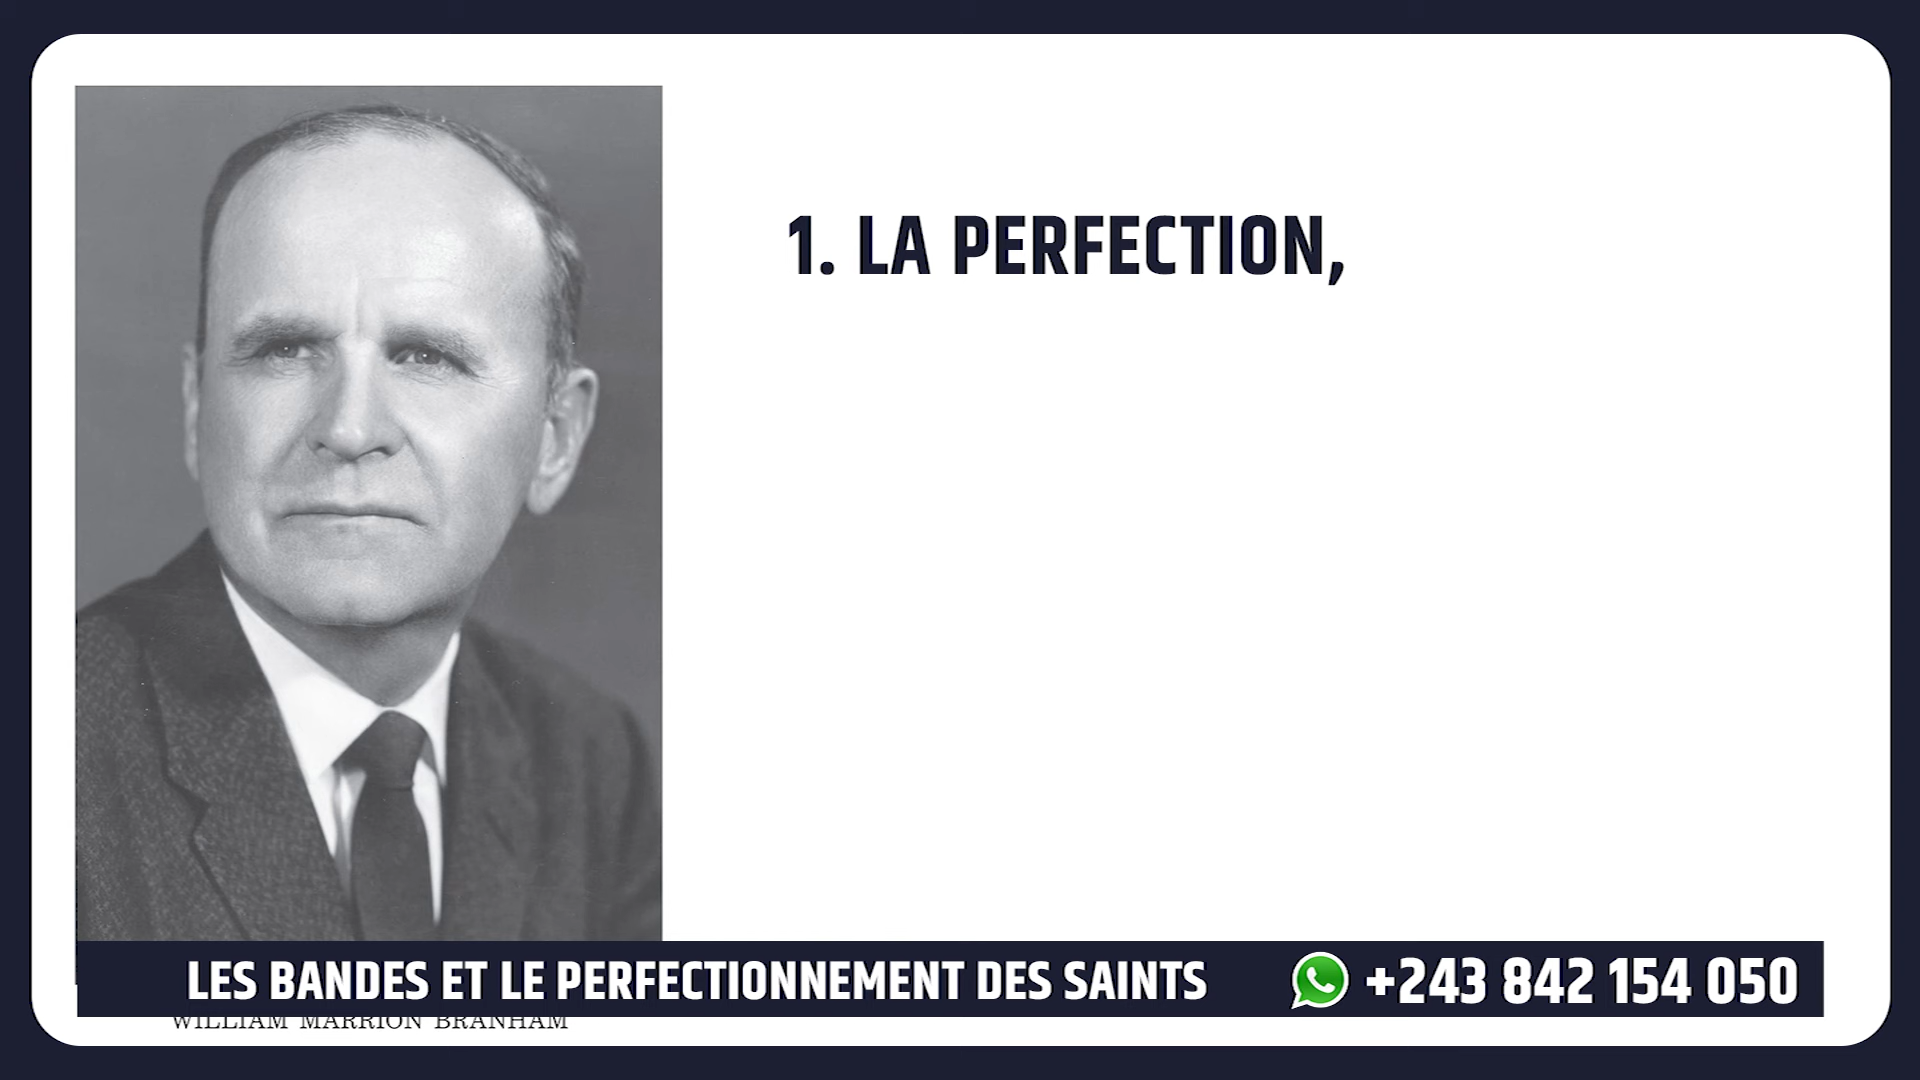 1. LA PERFECTION,
LES BANDES ET LE PERFECTIONNEMENT DES SAINTS
+243 842 154 050
WILLIAM MARRION BRANHAM